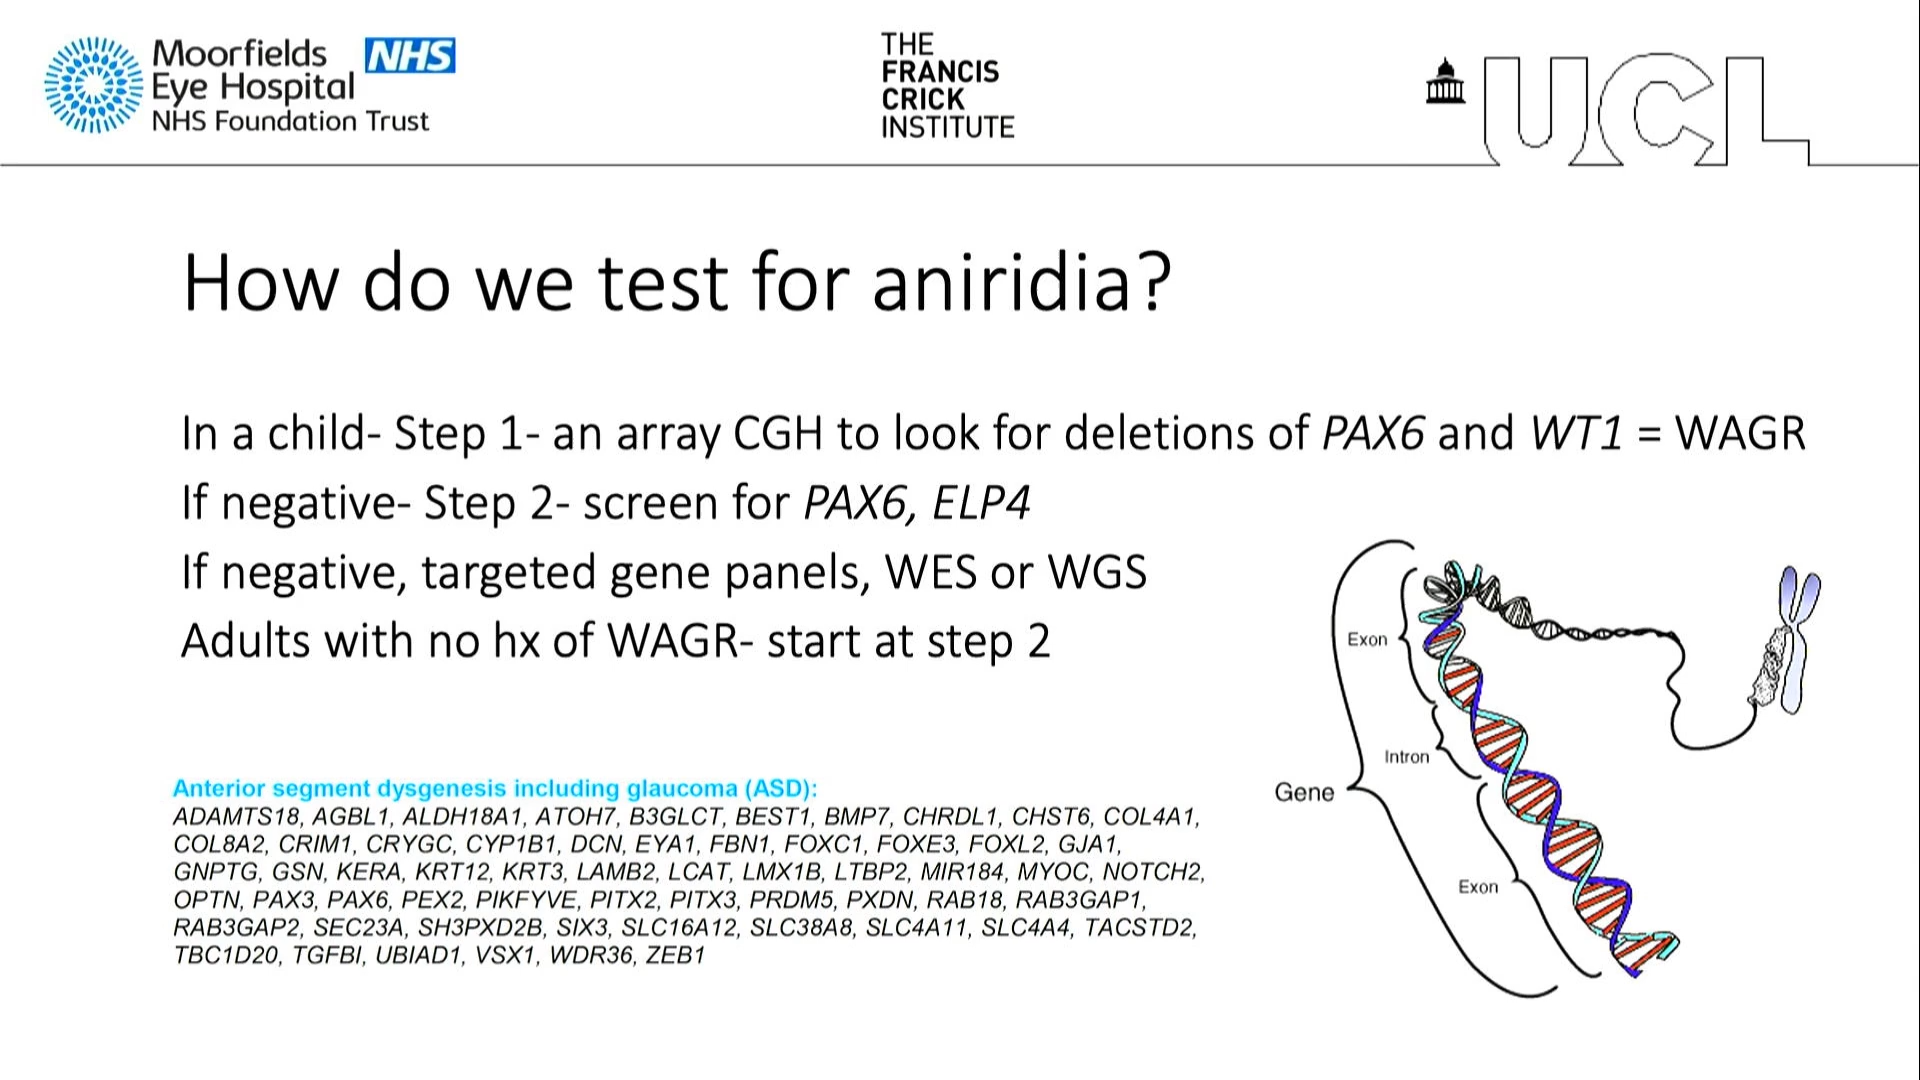 Moorfields NHS
Eye Hospital
NHS Foundation Trust
THE
FRANCIS
CRICK
INSTITUTE
UCL
How do we test for aniridia?
In a child- Step 1- an array CGH to look for deletions of PAX6 and WT1 = WAGR
If negative- Step 2- screen for PAX6, ELP4
If negative, targeted gene panels, WES or WGS
Adults with no hx of WAGR- start at step 2
Exon
Intron
Gene
Exon
Anterior segment dysgenesis including glaucoma (ASD):
ADAMTS18, AGBL1, ALDH18A1, ATOH7, B3GLCT, BEST1, BMP7, CHRDL1, CHST6, COL4A1,
COL8A2, CRIM1, CRYGC, CYP1B1, DCN, EYA1, FBN1, FOXC1, FOXE3, FOXL2, GJA1,
GNPTG, GSN, KERA, KRT12, KRT3, LAMB2, LCAT, LMX1B, LTBP2, MIR184, MYOC, NOTCH2,
OPTN, PAX3, PAX6, PEX2, PIKFYVE, PITX2, PITX3, PRDM5, PXDN, RAB18, RAB3GAP1,
RAB3GAP2, SEC23A, SH3PXD2B, SIX3, SLC16A12, SLC38A8, SLC4A11, SLC4A4, TACSTD2,
TBC1D20, TGFBI, UBIAD1, VSX1, WDR36, ZEB1